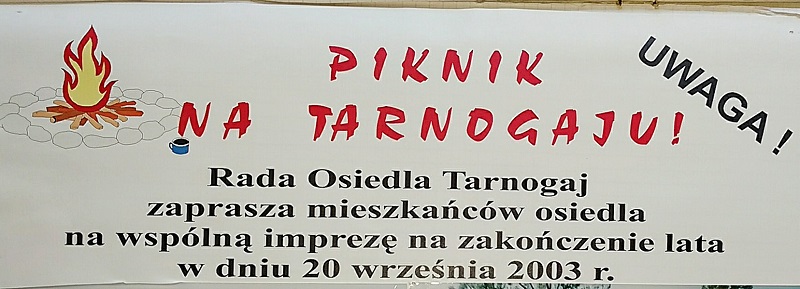 PIKNIK
NA TARNOGAJU!
UWAGA!
Rada Osiedla Tarnogaj
zaprasza mieszkańców osiedla
na wspólną imprezę na zakończenie lata
w dniu 20 września 2003 r.